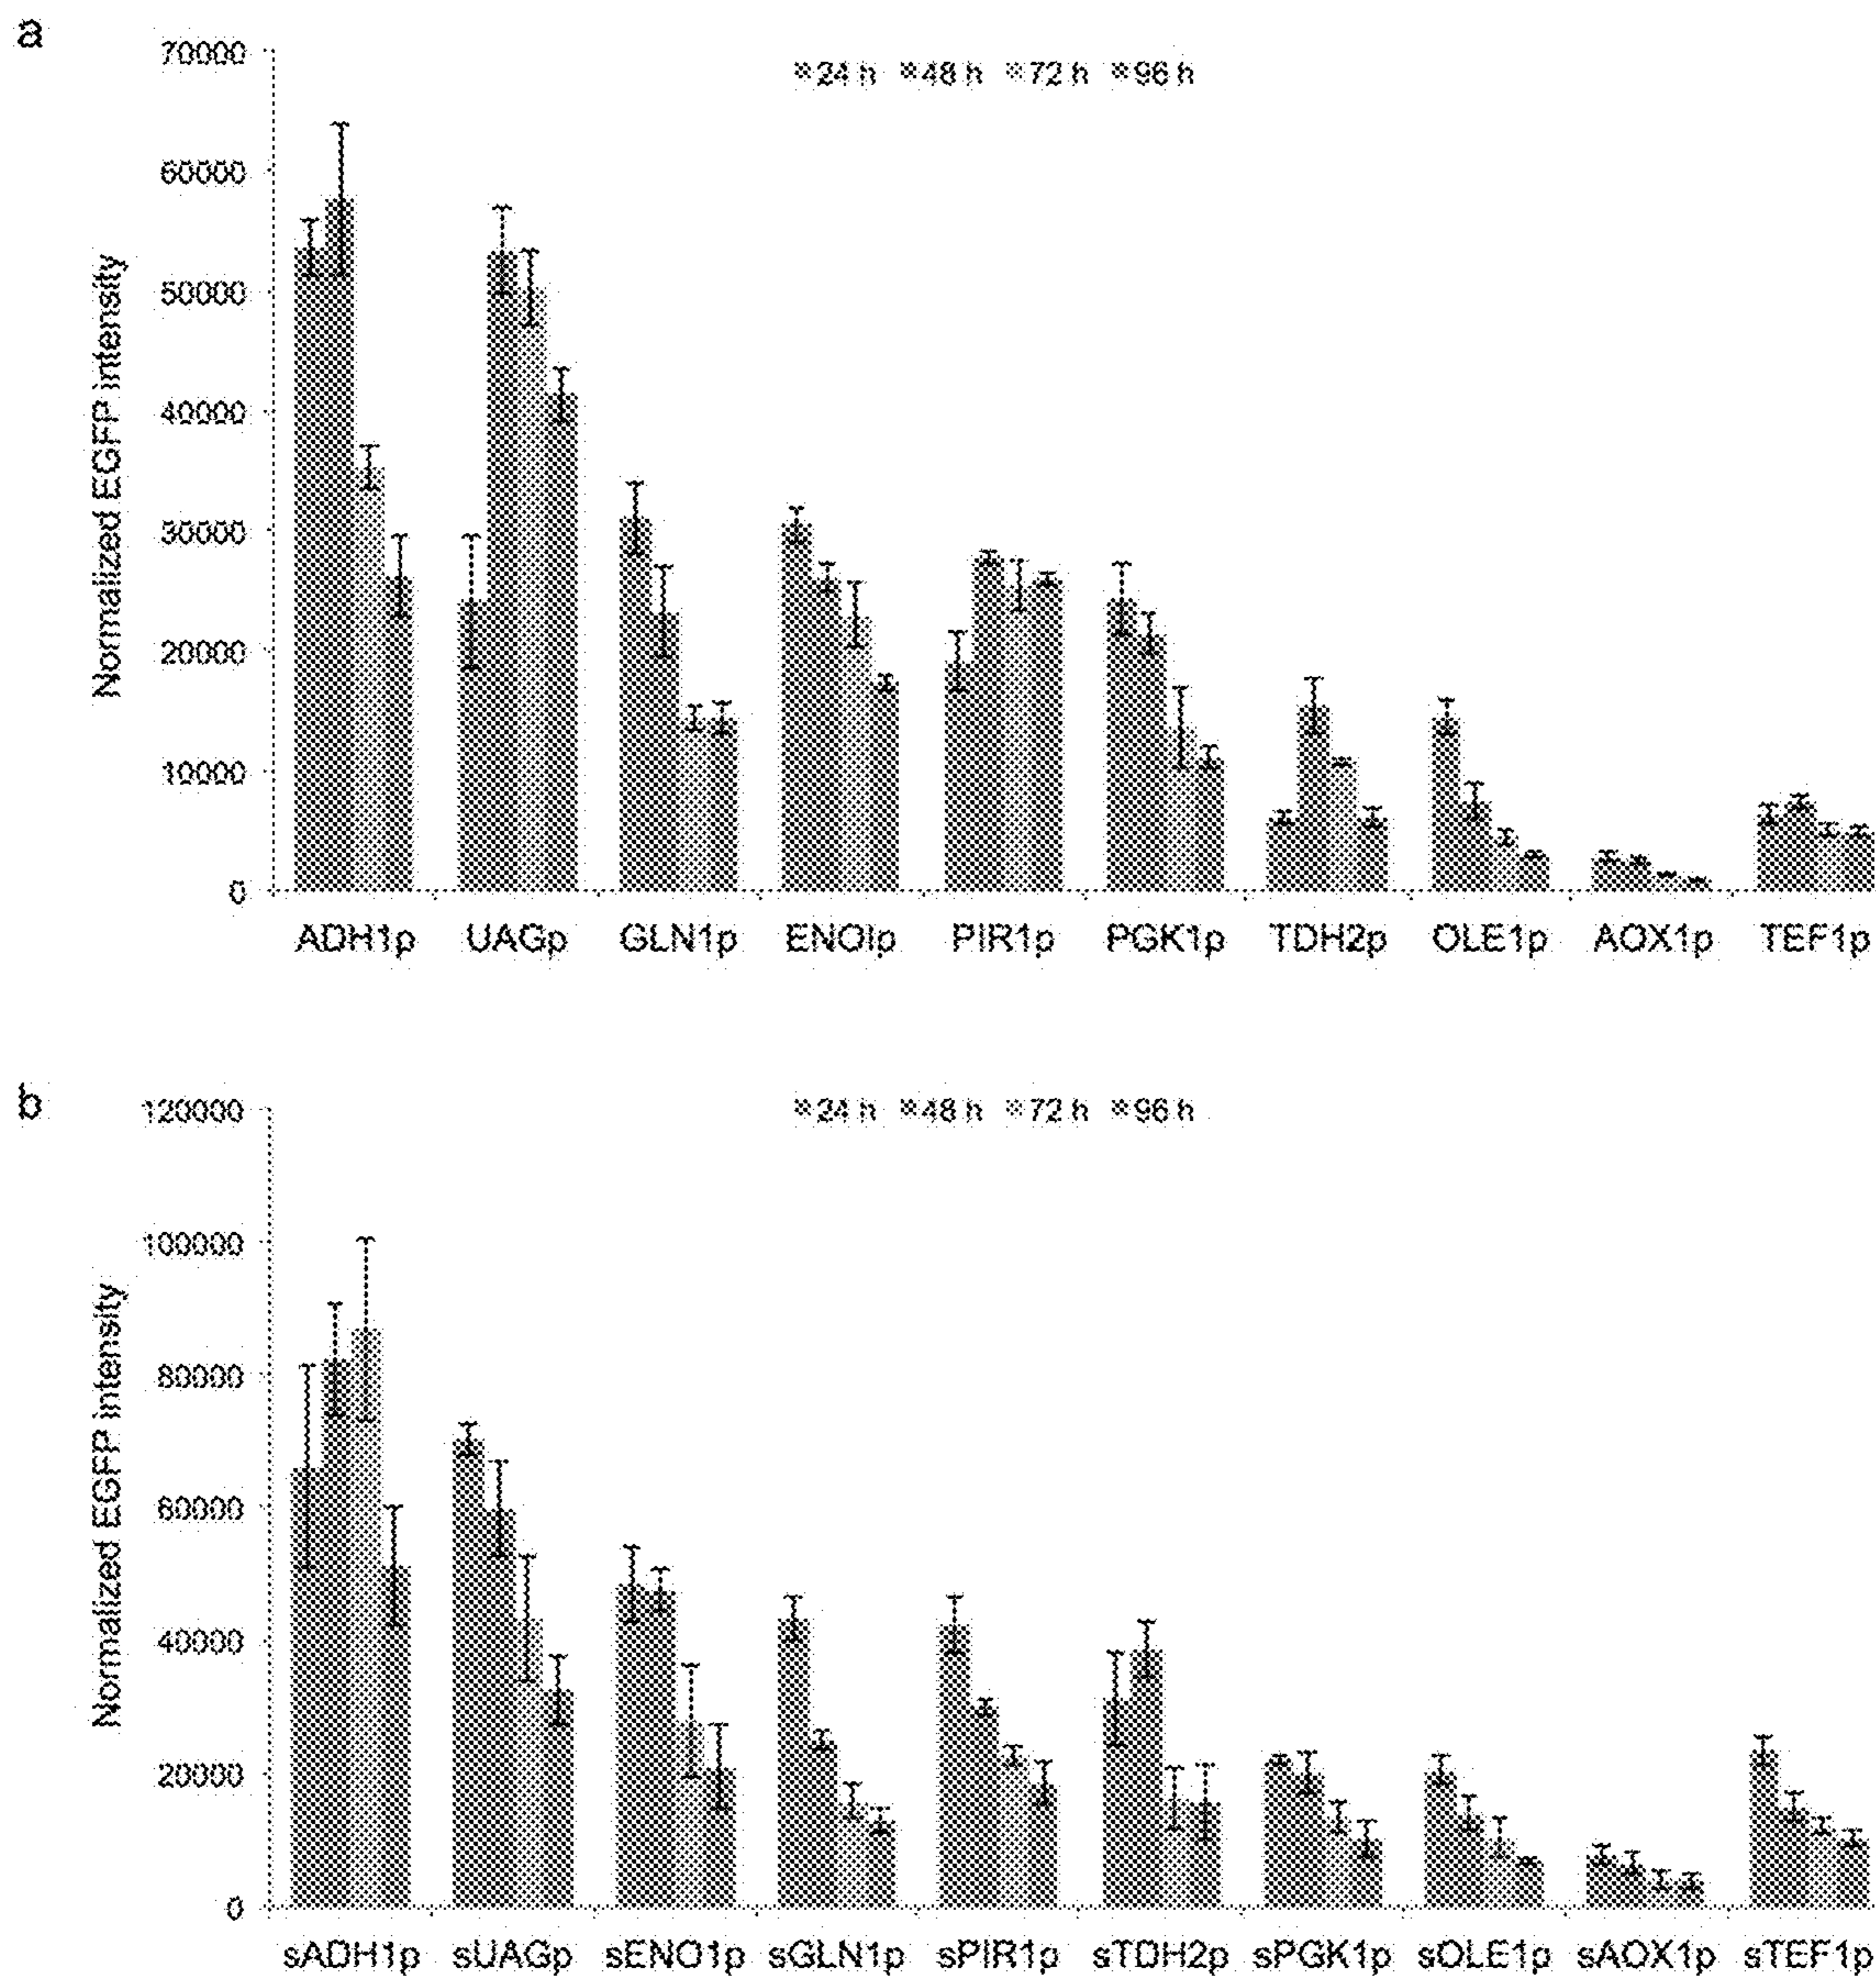 a
Normalized EGFP intensity
70000
60000
50000
40000
30000
20000
10000
0
24 h 48 h 72 h 96 h
ADH1p UAGp GLN1p ENOIp PIR1p PGK1p TDH2p OLE1p AOX1p TEF1p
b
Normalized EGFP intensity
120000
100000
80000
60000
40000
20000
0
24 h 48 h 72 h 96 h
sADH1p sUAGp sENO1p sGLN1p sPIR1p sTDH2p sPGK1p sOLE1p sAOX1p sTEF1p